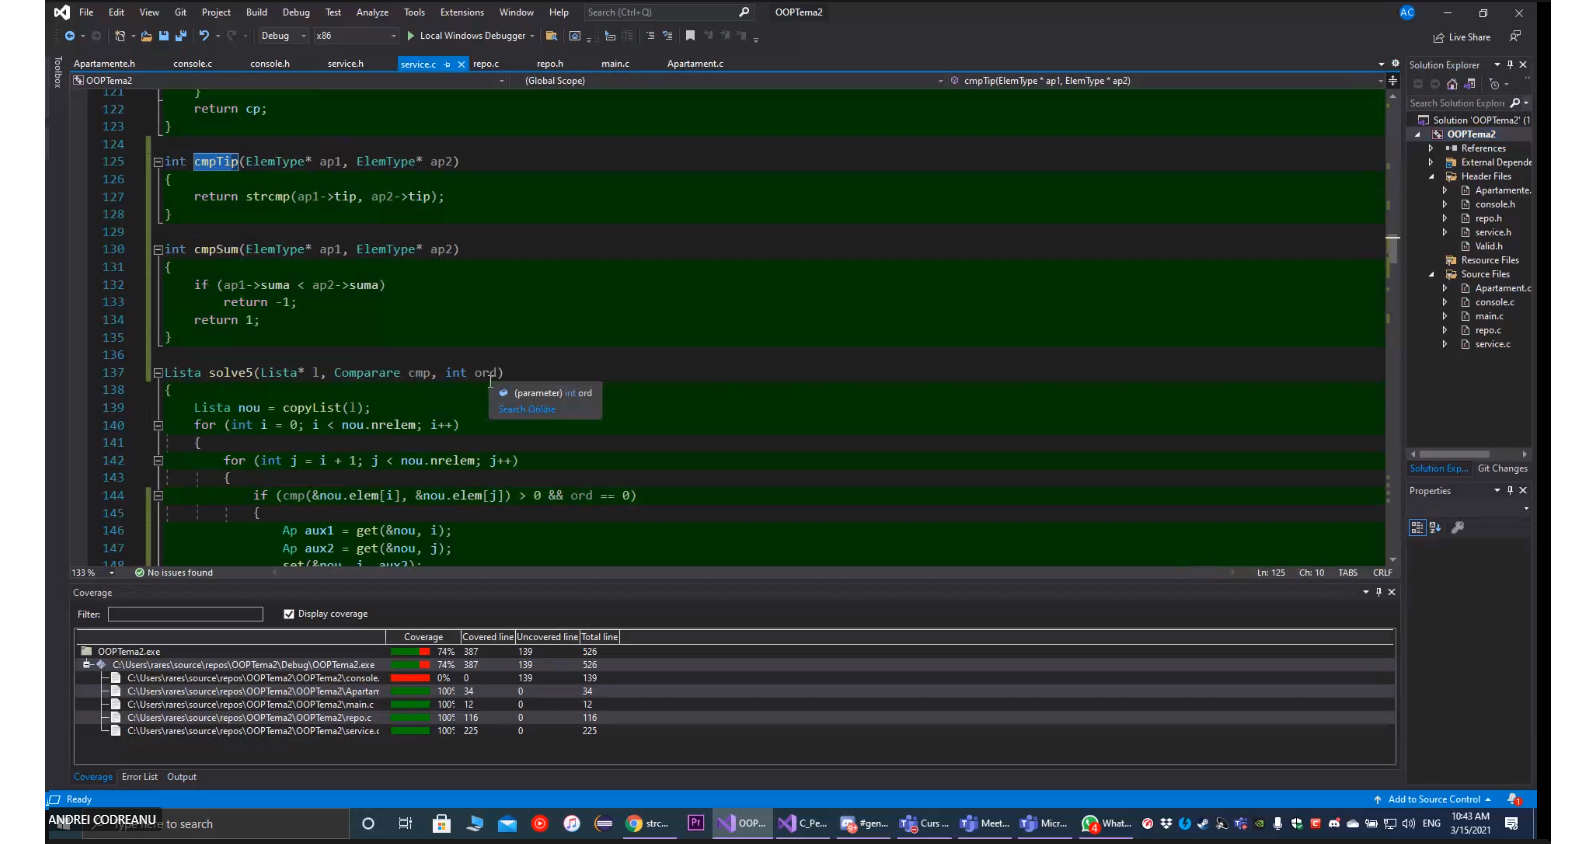 File Edit View Git Project Build Debug Test Analyze Tools Extensions Window Help Search (Ctrl+Q) OOPTema2 AC
Debug x86 Local Windows Debugger Live Share
Toolbox
Apartamente.h console.c console.h service.h service.c repo.c repo.h main.c Apartament.c
OOPTema2 (Global Scope) cmpTip(ElemType * ap1, ElemType * ap2)
121 }
122 return cp;
123 }
124
125 int cmpTip(ElemType* ap1, ElemType* ap2)
126 {
127 return strcmp(ap1->tip, ap2->tip);
128 }
129
130 int cmpSum(ElemType* ap1, ElemType* ap2)
131 {
132 if (ap1->suma < ap2->suma)
133 return -1;
134 return 1;
135 }
136
137 Lista solve5(Lista* l, Comparare cmp, int ord)
138 {
(parameter) int ord
Search Online
139 Lista nou = copyList(l);
140 for (int i = 0; i < nou.nrelem; i++)
141 {
142 for (int j = i + 1; j < nou.nrelem; j++)
143 {
144 if (cmp(&nou.elem[i], &nou.elem[j]) > 0 && ord == 0)
145 {
146 Ap aux1 = get(&nou, i);
147 Ap aux2 = get(&nou, j);
148 set(&nou, i, aux2);
133 % No issues found Ln: 125 Ch: 10 TABS CRLF
Solution Explorer
Search Solution Explor
Solution 'OOPTema2' (1
OOPTema2
References
External Depende
Header Files
Apartamente.
console.h
repo.h
service.h
Valid.h
Resource Files
Source Files
Apartament.c
console.c
main.c
repo.c
service.c
Solution Exp... Git Changes
Properties
Coverage
Filter: Display coverage
Coverage Covered line Uncovered line Total line
OOPTema2.exe 74% 387 139 526
C:\Users\rares\source\repos\OOPTema2\Debug\OOPTema2.exe 74% 387 139 526
C:\Users\rares\source\repos\OOPTema2\OOPTema2\console. 0% 0 139 139
C:\Users\rares\source\repos\OOPTema2\OOPTema2\Apartam 100% 34 0 34
C:\Users\rares\source\repos\OOPTema2\OOPTema2\main.c 100% 12 0 12
C:\Users\rares\source\repos\OOPTema2\OOPTema2\repo.c 100% 116 0 116
C:\Users\rares\source\repos\OOPTema2\OOPTema2\service.c 100% 225 0 225
Coverage Error List Output
Ready Add to Source Control 1
ANDREI CODREANU
Type here to search strc... Pr OOP... C_Pe... #gen... Curs ... Meet... Micr... What... ENG 10:43 AM
3/15/2021